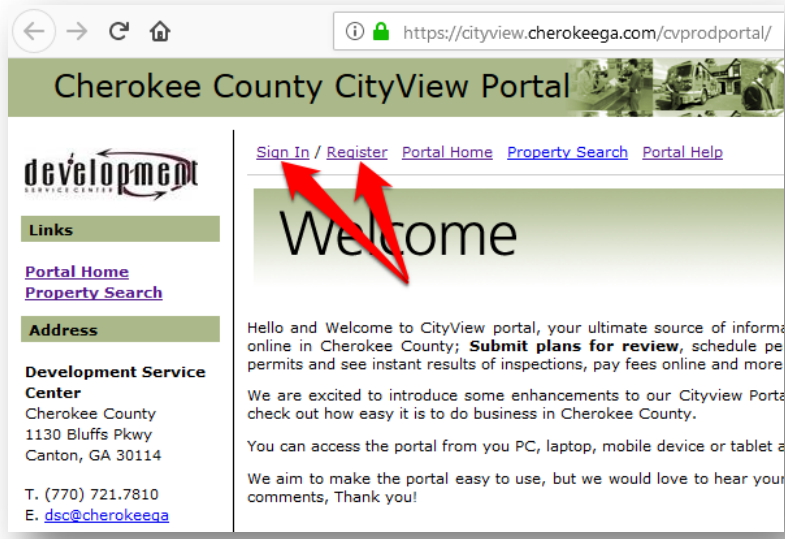 https://cityview.cherokeega.com/cvprodportal/
Cherokee County CityView Portal
development
SERVICE CENTER
Links
Portal Home
Property Search
Address
Development Service
Center
Cherokee County
1130 Bluffs Pkwy
Canton, GA 30114
T. (770) 721.7810
E. dsc@cherokeega
Sign In / Register Portal Home Property Search Portal Help
Welcome
Hello and Welcome to CityView portal, your ultimate source of informa
online in Cherokee County; Submit plans for review, schedule pe
permits and see instant results of inspections, pay fees online and more
We are excited to introduce some enhancements to our Cityview Porta
check out how easy it is to do business in Cherokee County.
You can access the portal from you PC, laptop, mobile device or tablet a
We aim to make the portal easy to use, but we would love to hear your
comments, Thank you!